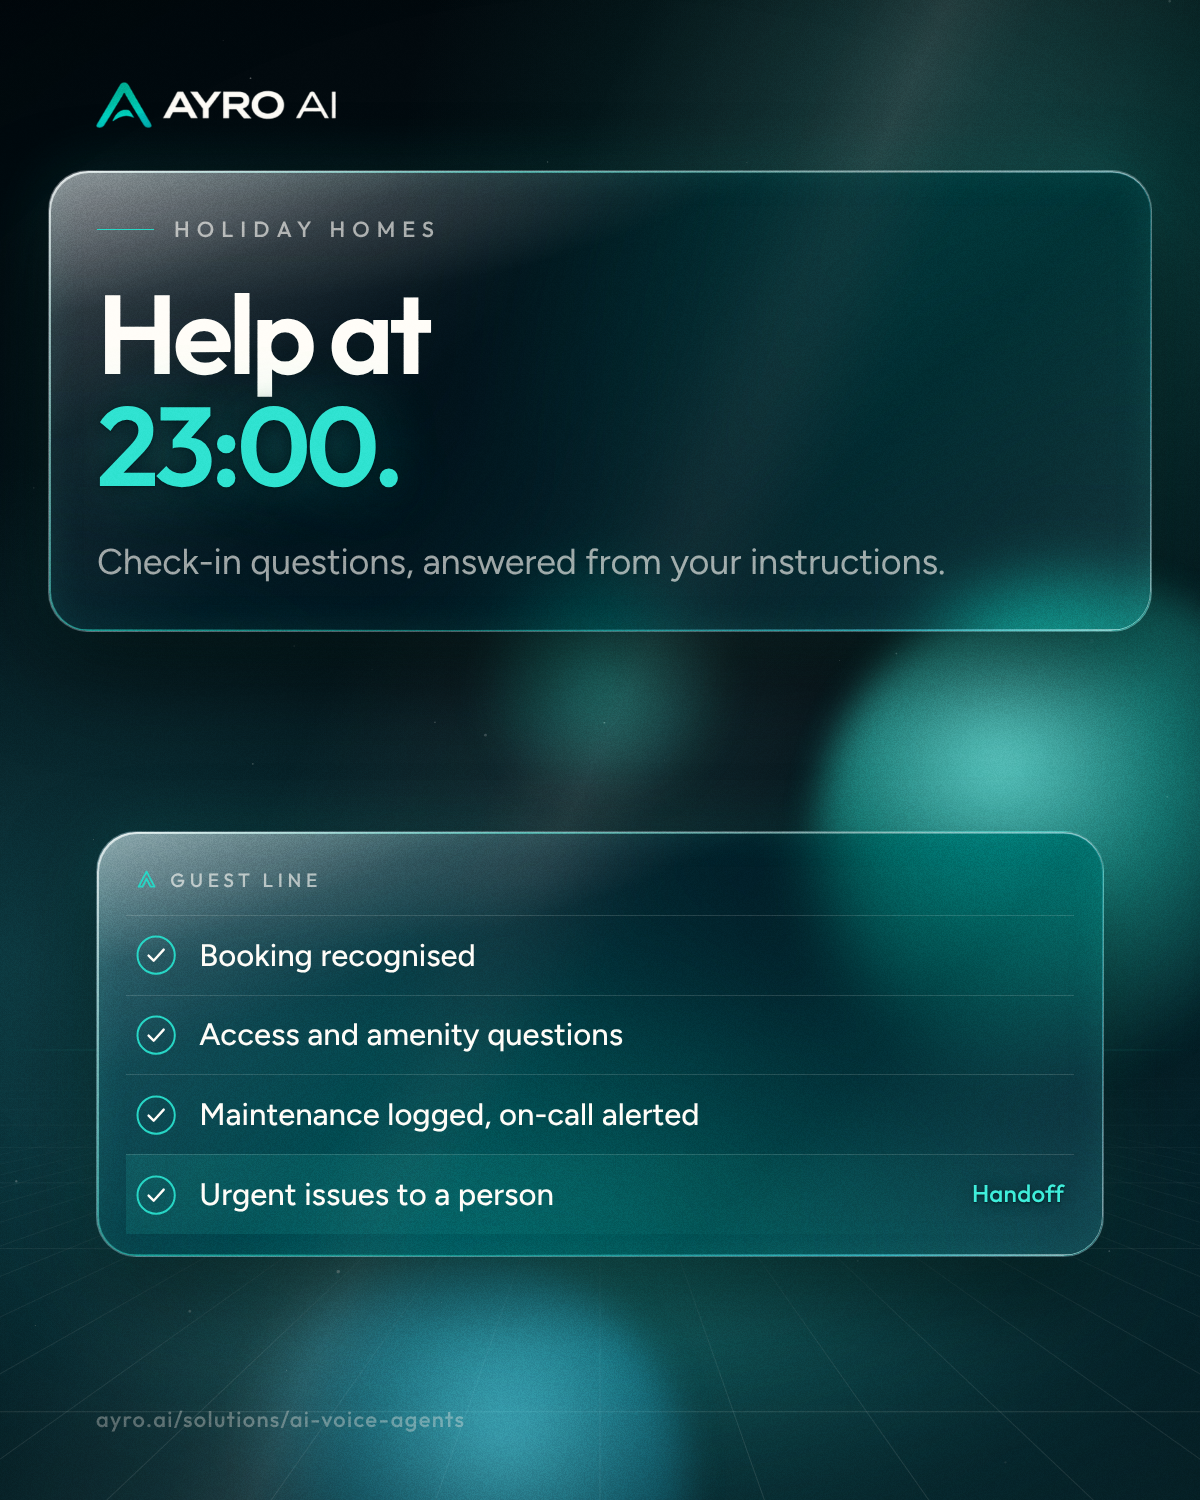 AYRO AI
HOLIDAY HOMES
Help at
23:00.
Check-in questions, answered from your instructions.
GUEST LINE
Booking recognised
Access and amenity questions
Maintenance logged, on-call alerted
Urgent issues to a person
Handoff
ayro.ai/solutions/ai-voice-agents